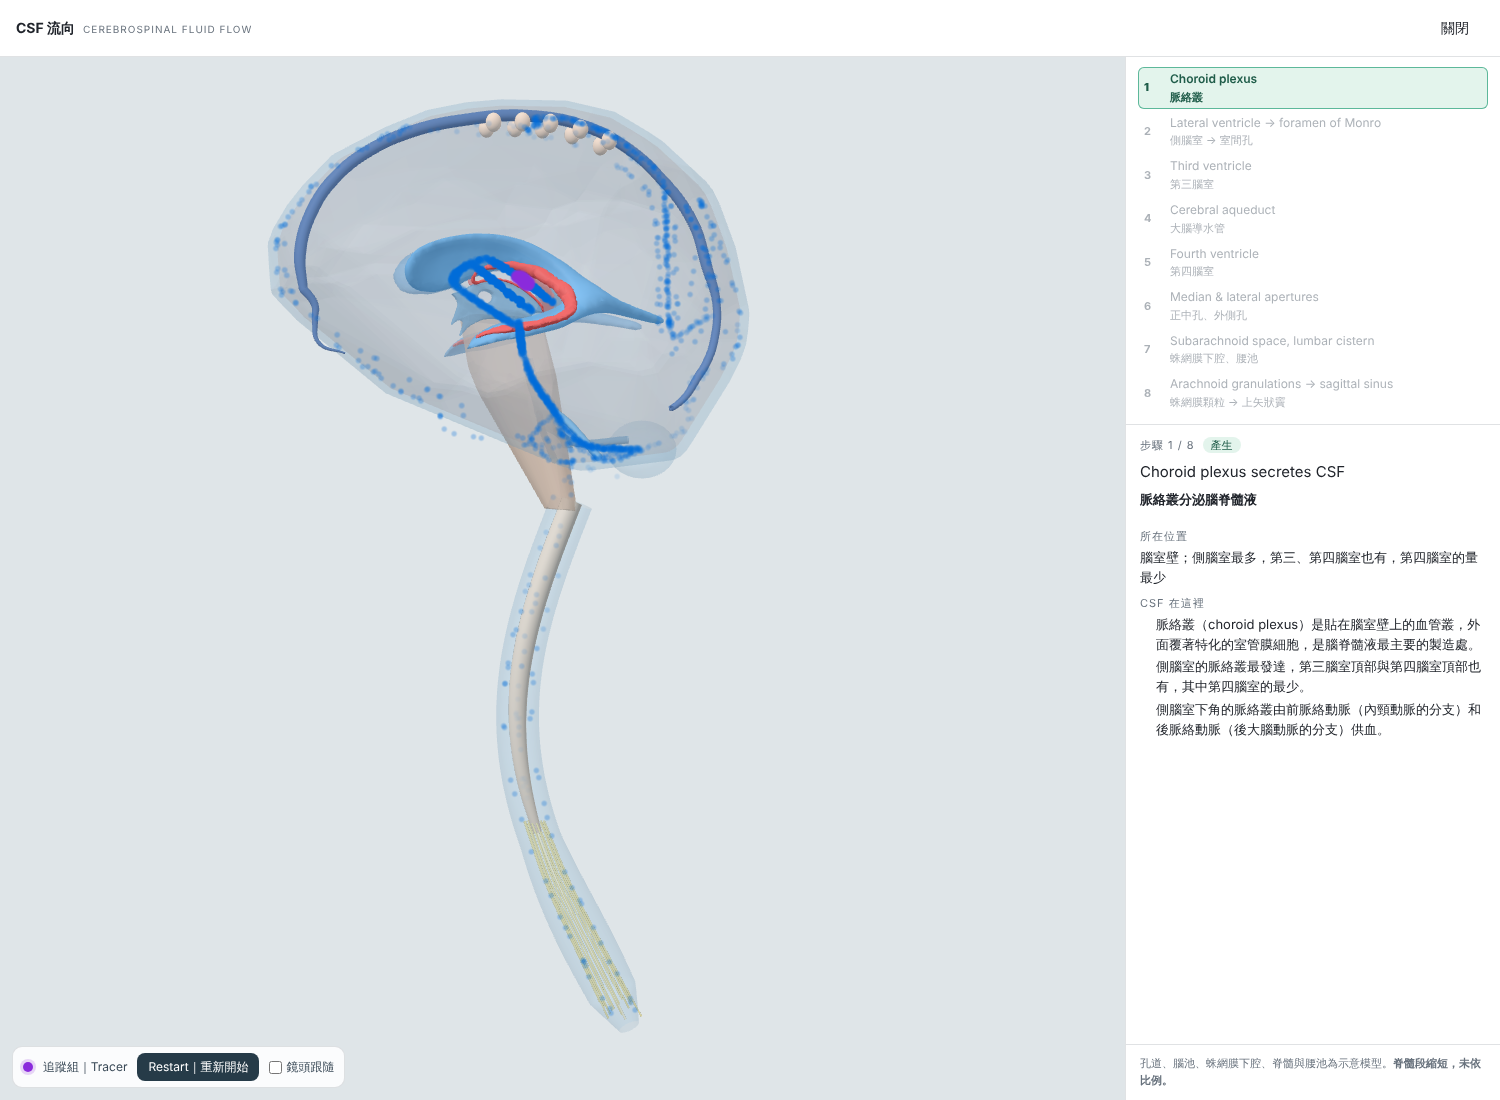 CSF 流向 CEREBROSPINAL FLUID FLOW
關閉
1 Choroid plexus
脈絡叢
2 Lateral ventricle → foramen of Monro
側腦室 → 室間孔
3 Third ventricle
第三腦室
4 Cerebral aqueduct
大腦導水管
5 Fourth ventricle
第四腦室
6 Median & lateral apertures
正中孔、外側孔
7 Subarachnoid space, lumbar cistern
蛛網膜下腔、腰池
8 Arachnoid granulations → sagittal sinus
蛛網膜顆粒 → 上矢狀竇
步驟 1 / 8 產生
Choroid plexus secretes CSF
脈絡叢分泌腦脊髓液
所在位置
腦室壁；側腦室最多，第三、第四腦室也有，第四腦室的量
最少
CSF 在這裡
脈絡叢（choroid plexus）是貼在腦室壁上的血管叢，外
面覆著特化的室管膜細胞，是腦脊髓液最主要的製造處。
側腦室的脈絡叢最發達，第三腦室頂部與第四腦室頂部也
有，其中第四腦室的最少。
側腦室下角的脈絡叢由前脈絡動脈（內頸動脈的分支）和
後脈絡動脈（後大腦動脈的分支）供血。
追蹤組｜Tracer Restart｜重新開始 鏡頭跟隨
孔道、腦池、蛛網膜下腔、脊髓與腰池為示意模型。脊髓段縮短，未依
比例。